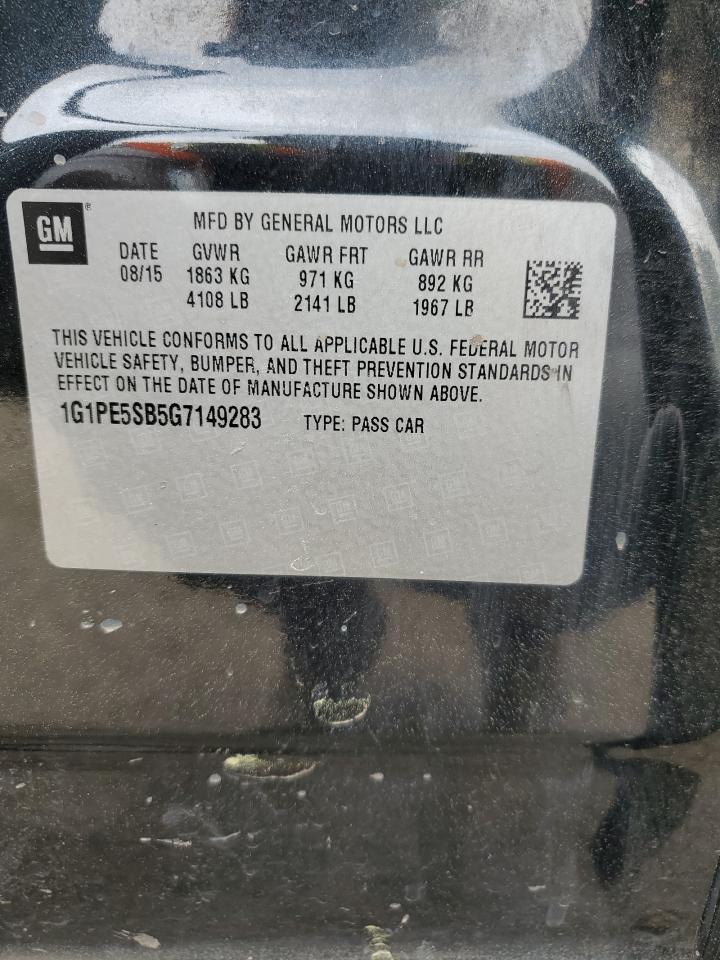 GM® MFD BY GENERAL MOTORS LLC
DATE GVWR GAWR FRT GAWR RR
08/15 1863 KG 971 KG 892 KG
4108 LB 2141 LB 1967 LB
THIS VEHICLE CONFORMS TO ALL APPLICABLE U.S. FEDERAL MOTOR
VEHICLE SAFETY, BUMPER, AND THEFT PREVENTION STANDARDS IN
EFFECT ON THE DATE OF MANUFACTURE SHOWN ABOVE.
1G1PE5SB5G7149283 TYPE: PASS CAR